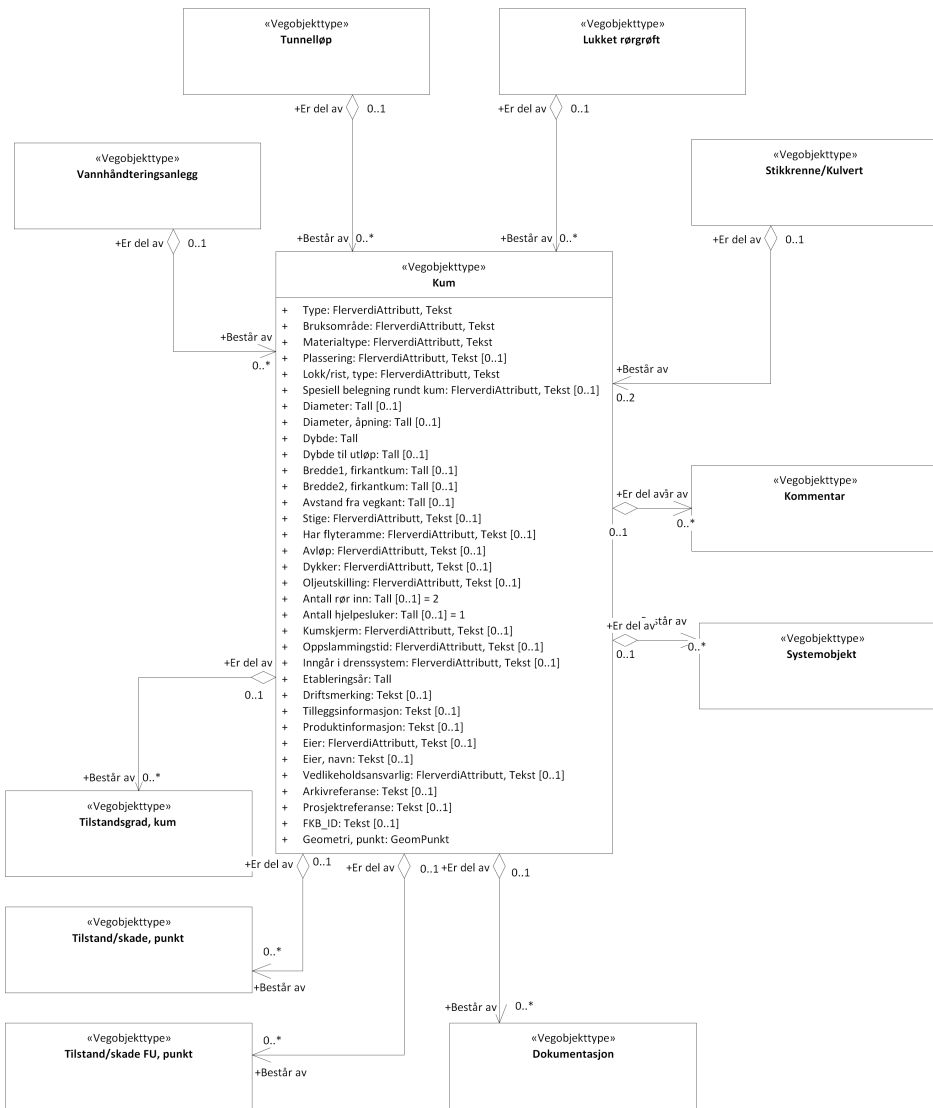 «Vegobjekttype»
Tunnelløp
«Vegobjekttype»
Lukket rørgrøft
+Er del av
0..1
+Er del av
0..1
«Vegobjekttype»
Vannhåndteringsanlegg
«Vegobjekttype»
Stikkrenne/Kulvert
+Er del av
0..1
+Består av
0..*
+Består av
0..*
+Er del av
0..1
«Vegobjekttype»
Kum
+ Type: FlerverdiAttributt, Tekst
+ Bruksområde: FlerverdiAttributt, Tekst
+ Materialtype: FlerverdiAttributt, Tekst
+ Plassering: FlerverdiAttributt, Tekst [0..1]
+ Lokk/rist, type: FlerverdiAttributt, Tekst
+ Spesiell belegning rundt kum: FlerverdiAttributt, Tekst [0..1]
+ Diameter: Tall [0..1]
+ Diameter, åpning: Tall [0..1]
+ Dybde: Tall
+ Dybde til utløp: Tall [0..1]
+ Bredde1, firkantkum: Tall [0..1]
+ Bredde2, firkantkum: Tall [0..1]
+ Avstand fra vegkant: Tall [0..1]
+ Stige: FlerverdiAttributt, Tekst [0..1]
+ Har flyteramme: FlerverdiAttributt, Tekst [0..1]
+ Avløp: FlerverdiAttributt, Tekst [0..1]
+ Dykker: FlerverdiAttributt, Tekst [0..1]
+ Oljeutskilling: FlerverdiAttributt, Tekst [0..1]
+ Antall rør inn: Tall [0..1] = 2
+ Antall hjelpesluker: Tall [0..1] = 1
+ Kumskjerm: FlerverdiAttributt, Tekst [0..1]
+ Oppslammingstid: FlerverdiAttributt, Tekst [0..1]
+ Inngår i drenssystem: FlerverdiAttributt, Tekst [0..1]
+ Etableringsår: Tall
+ Driftsmerking: Tekst [0..1]
+ Tilleggsinformasjon: Tekst [0..1]
+ Produktinformasjon: Tekst [0..1]
+ Eier: FlerverdiAttributt, Tekst [0..1]
+ Eier, navn: Tekst [0..1]
+ Vedlikeholdsansvarlig: FlerverdiAttributt, Tekst [0..1]
+ Arkivreferanse: Tekst [0..1]
+ Prosjektreferanse: Tekst [0..1]
+ FKB_ID: Tekst [0..1]
+ Geometri, punkt: GeomPunkt
+Består av
0..*
+Består av
0..2
«Vegobjekttype»
Kommentar
+Er del av
år av
0..1
0..*
«Vegobjekttype»
Systemobjekt
+Er del av
står av
0..1
0..*
+Er del av
0..1
+Består av
0..*
«Vegobjekttype»
Tilstandsgrad, kum
+Er del av
0..1
+Er del av
0..1
+Er del av
0..1
«Vegobjekttype»
Tilstand/skade, punkt
0..*
+Består av
+Består av
0..*
«Vegobjekttype»
Tilstand/skade FU, punkt
0..*
+Består av
«Vegobjekttype»
Dokumentasjon